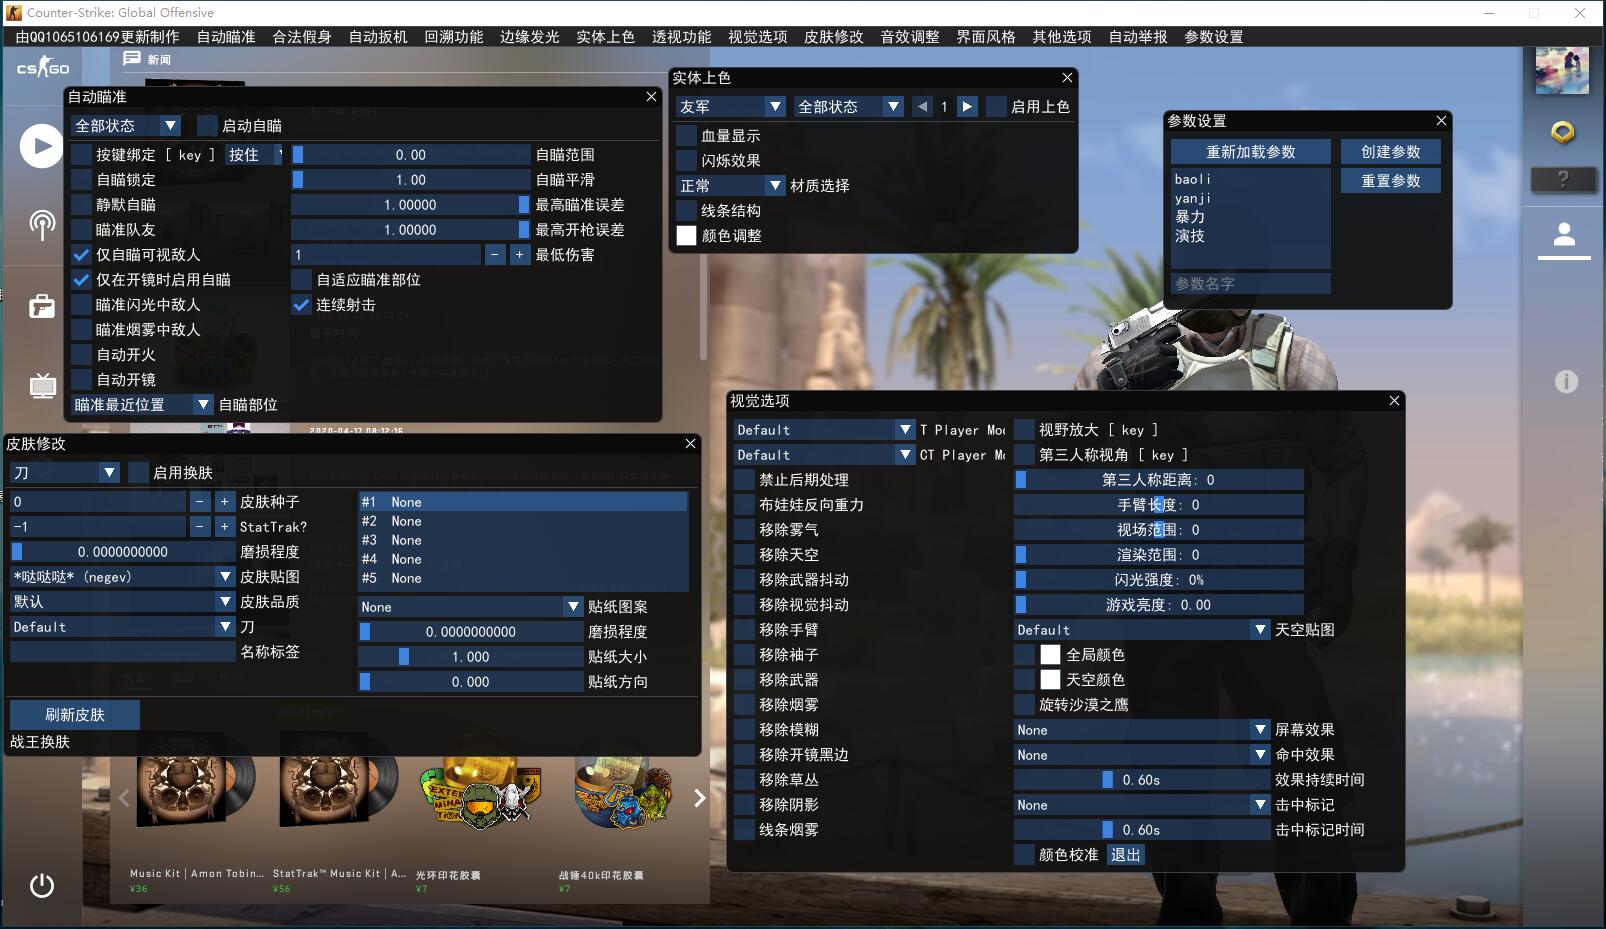 Counter-Strike: Global Offensive
由QQ1065106169更新制作 自动瞄准 合法假身 自动扳机 回溯功能 边缘发光 实体上色 透视功能 视觉选项 皮肤修改 音效调整 界面风格 其他选项 自动举报 参数设置
CS GO
新闻
自动瞄准
全部状态 启动自瞄
按键绑定 [ key ] 按住 0.00 自瞄范围
自瞄锁定 1.00 自瞄平滑
静默自瞄 1.00000 最高瞄准误差
瞄准队友 1.00000 最高开枪误差
仅自瞄可视敌人 1 - + 最低伤害
仅在开镜时启用自瞄 自适应瞄准部位
瞄准闪光中敌人 连续射击
瞄准烟雾中敌人
自动开火
自动开镜
瞄准最近位置 自瞄部位
实体上色
友军 全部状态 1 启用上色
血量显示
闪烁效果
正常 材质选择
线条结构
颜色调整
参数设置
重新加载参数 创建参数
baoli 重置参数
yanji
暴力
演技
参数名字
?
2020-04-17 08:12:16
皮肤修改
刀 启用换肤
0 - + 皮肤种子
-1 - + StatTrak?
0.0000000000 磨损程度
*哒哒哒* (negev) 皮肤贴图
默认 皮肤品质
Default 刀
名称标签
#1 None
#2 None
#3 None
#4 None
#5 None
None 贴纸图案
0.0000000000 磨损程度
1.000 贴纸大小
0.000 贴纸方向
刷新皮肤
战王换肤
视觉选项
Default T Player Mo
Default CT Player M
禁止后期处理
布娃娃反向重力
移除雾气
移除天空
移除武器抖动
移除视觉抖动
移除手臂
移除袖子
移除武器
移除烟雾
移除模糊
移除开镜黑边
移除草丛
移除阴影
线条烟雾
视野放大 [ key ]
第三人称视角 [ key ]
第三人称距离: 0
手臂长度: 0
视场范围: 0
渲染范围: 0
闪光强度: 0%
游戏亮度: 0.00
Default 天空贴图
全局颜色
天空颜色
旋转沙漠之鹰
None 屏幕效果
None 命中效果
0.60s 效果持续时间
None 击中标记
0.60s 击中标记时间
颜色校准 退出
Music Kit | Amon Tobin... StatTrak™ Music Kit | A... 光环印花胶囊 战锤40k印花胶囊
¥36 ¥56 ¥7 ¥7